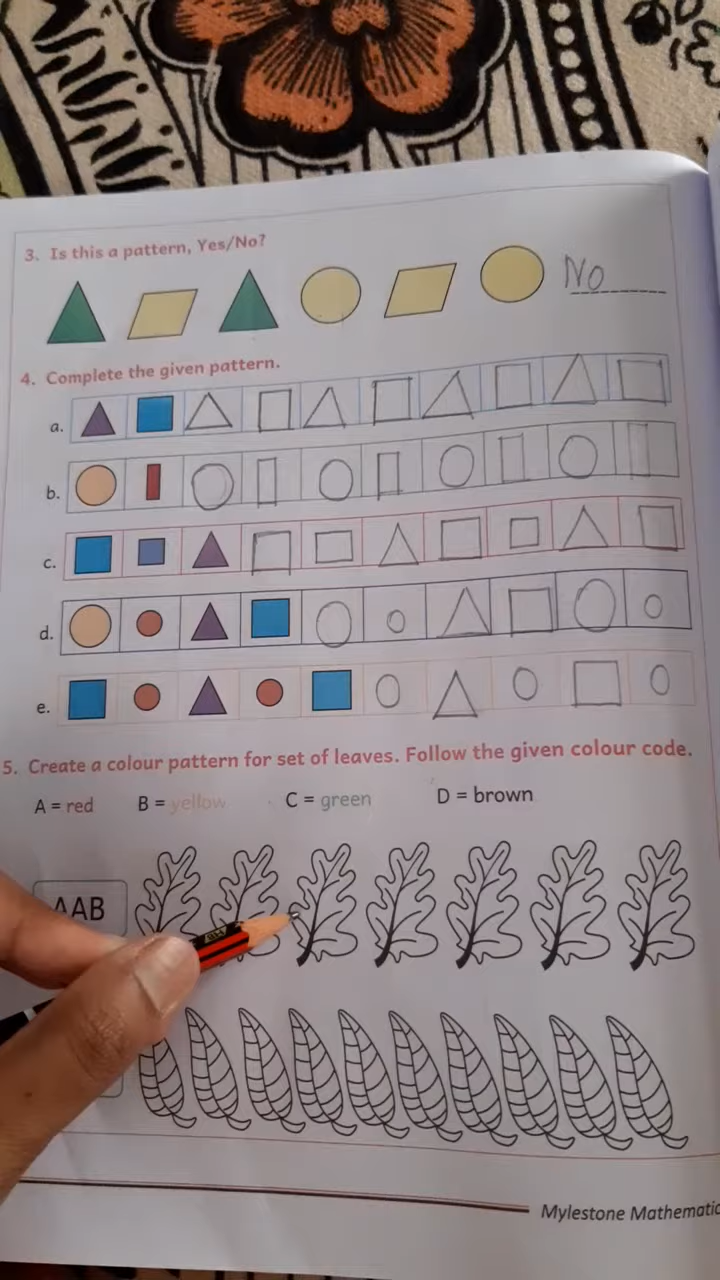 3. Is this a pattern, Yes/No?
No
4. Complete the given pattern.
a.
b.
c.
d.
e.
5. Create a colour pattern for set of leaves. Follow the given colour code.
A = red B = yellow C = green D = brown
AAB
Mylestone Mathematic